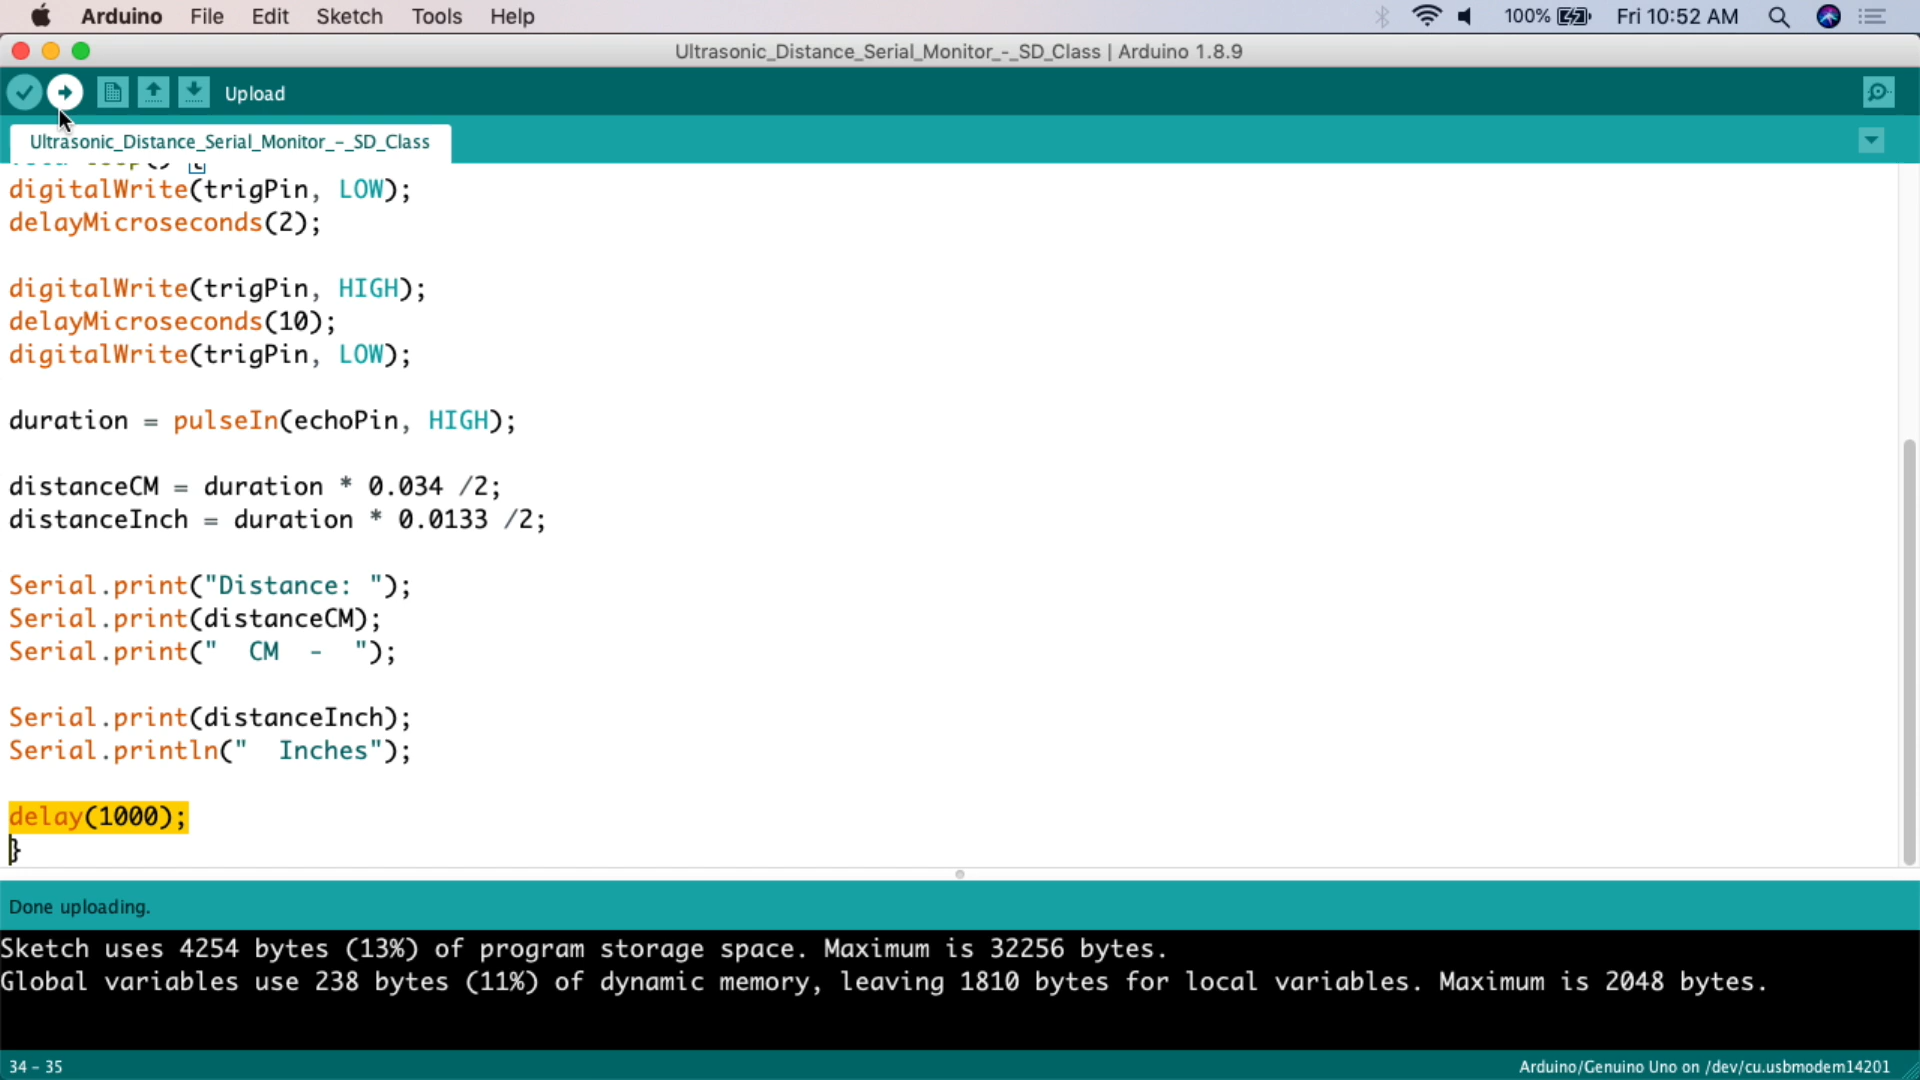 Arduino File Edit Sketch Tools Help 100% Fri 10:52 AM
Ultrasonic_Distance_Serial_Monitor_-_SD_Class | Arduino 1.8.9
Upload
Ultrasonic_Distance_Serial_Monitor_-_SD_Class
digitalWrite(trigPin, LOW);
delayMicroseconds(2);
digitalWrite(trigPin, HIGH);
delayMicroseconds(10);
digitalWrite(trigPin, LOW);
duration = pulseIn(echoPin, HIGH);
distanceCM = duration * 0.034 /2;
distanceInch = duration * 0.0133 /2;
Serial.print("Distance: ");
Serial.print(distanceCM);
Serial.print("  CM  -  ");
Serial.print(distanceInch);
Serial.println("  Inches");
delay(1000);
}
Done uploading.
Sketch uses 4254 bytes (13%) of program storage space. Maximum is 32256 bytes.
Global variables use 238 bytes (11%) of dynamic memory, leaving 1810 bytes for local variables. Maximum is 2048 bytes.
34 - 35 Arduino/Genuino Uno on /dev/cu.usbmodem14201